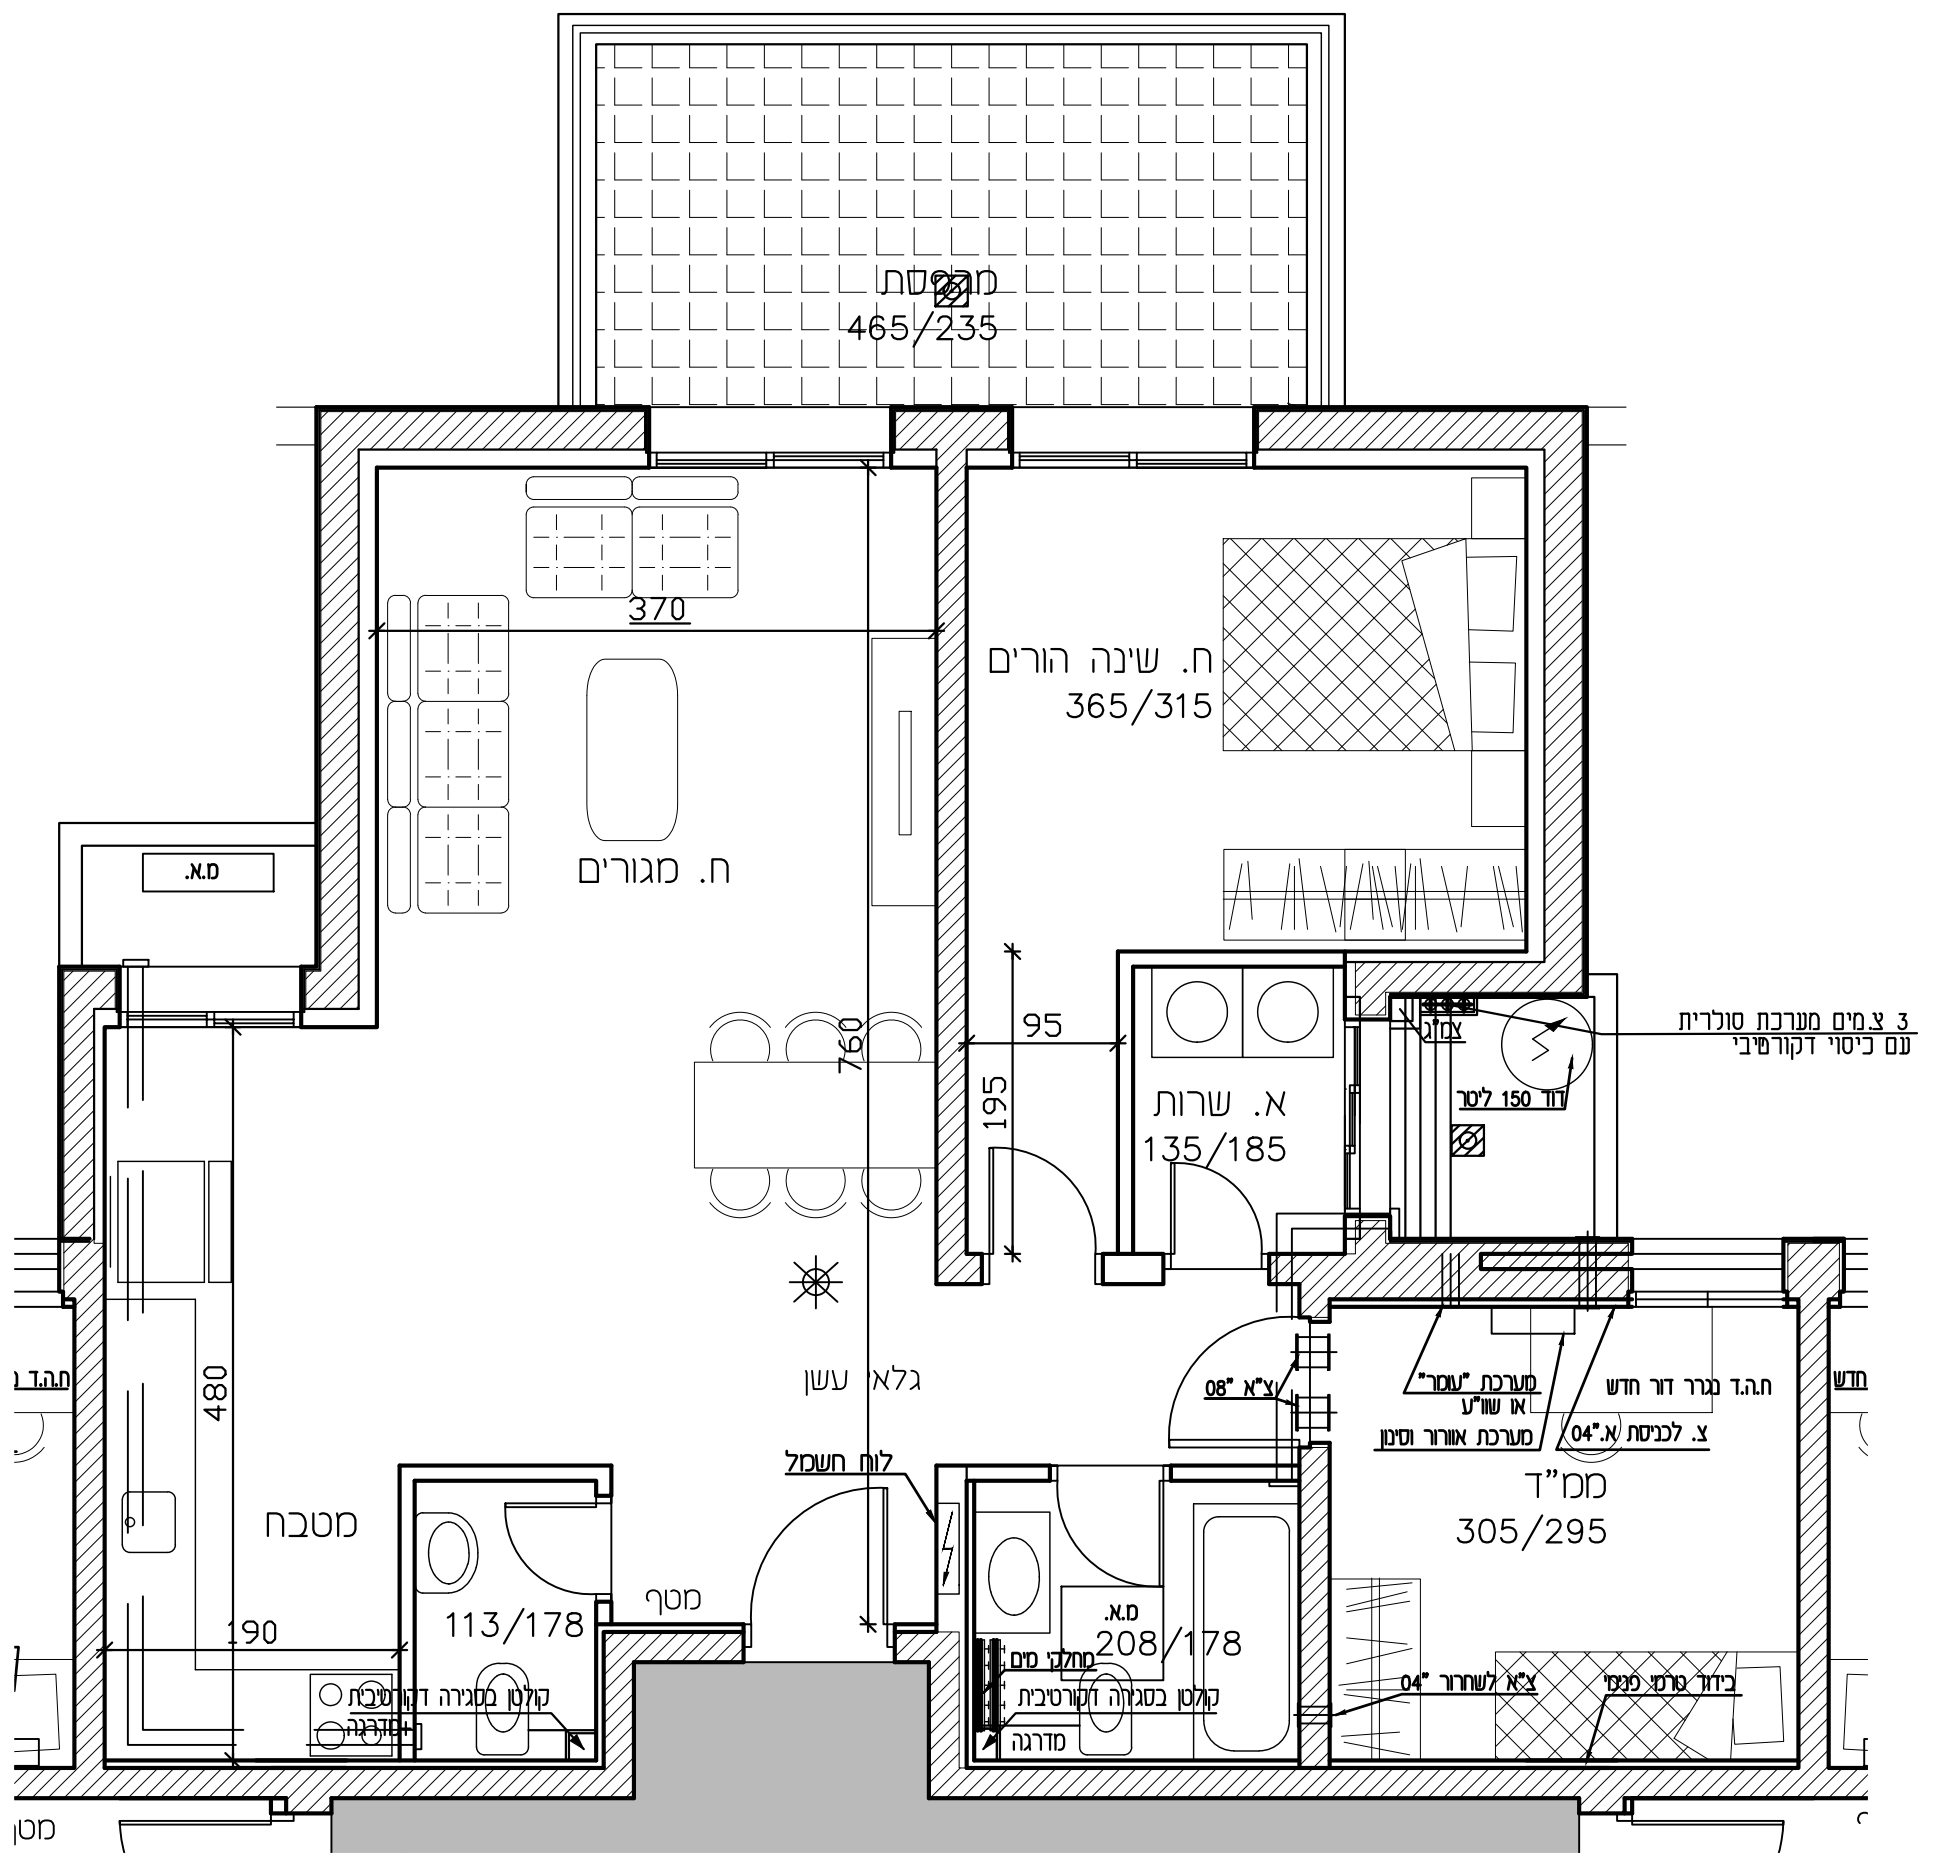 מרפסת
465/235
370
ח. שינה הורים
365/315
ח. מגורים
מ.א.
760
95
195
3 צ.מים מערכת סולרית
עם כיסוי דקורטיבי
צמ"ג
דוד 150 ליטר
א. שרות
135/185
480
גלאי עשן
צ"א 08"
מערכת "עומר"
או שוו"ע
מערכת אוורור וסינון
ח.ה.ד נגרר דור חדש
צ. לכניסת א.04"
ח.ה.ד
חדש
ממ"ד
305/295
לוח חשמל
מטבח
190
113/178
מטף
מ.א.
208/178
מחלקי מים
קולטן בסגירה דקורטיבית
+מדרגה
קולטן בסגירה דקורטיבית
מדרגה
צ"א לשחרור 04"
בידוד טרמי פנימי
מטף